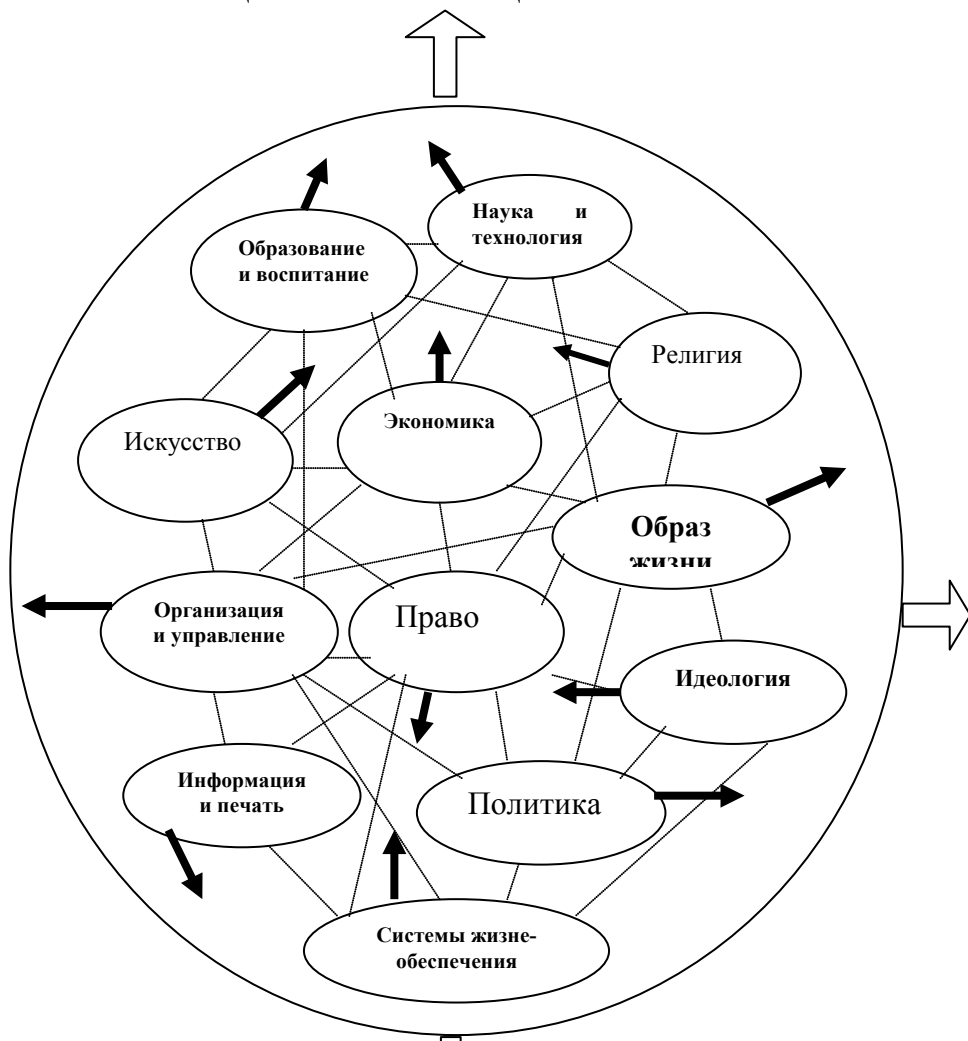 Наука и
технология
Образование
и воспитание
Религия
Экономика
Искусство
Образ
жизни
Организация
и управление
Право
Идеология
Информация
и печать
Политика
Системы жизне-
обеспечения